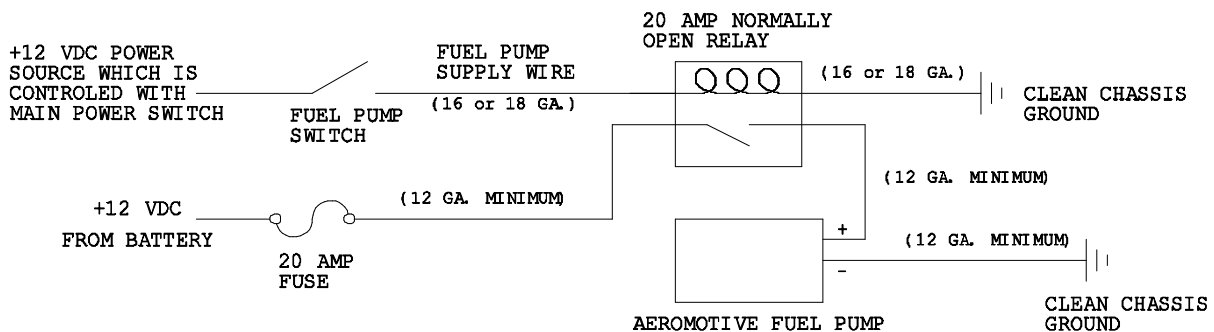 20 AMP NORMALLY
OPEN RELAY
+12 VDC POWER
SOURCE WHICH IS
CONTROLED WITH
MAIN POWER SWITCH
FUEL PUMP
SUPPLY WIRE
(16 or 18 GA.)
(16 or 18 GA.)
FUEL PUMP
SWITCH
CLEAN CHASSIS
GROUND
(12 GA. MINIMUM)
(12 GA. MINIMUM)
+12 VDC
FROM BATTERY
20 AMP
FUSE
+
-
(12 GA. MINIMUM)
CLEAN CHASSIS
GROUND
AEROMOTIVE FUEL PUMP